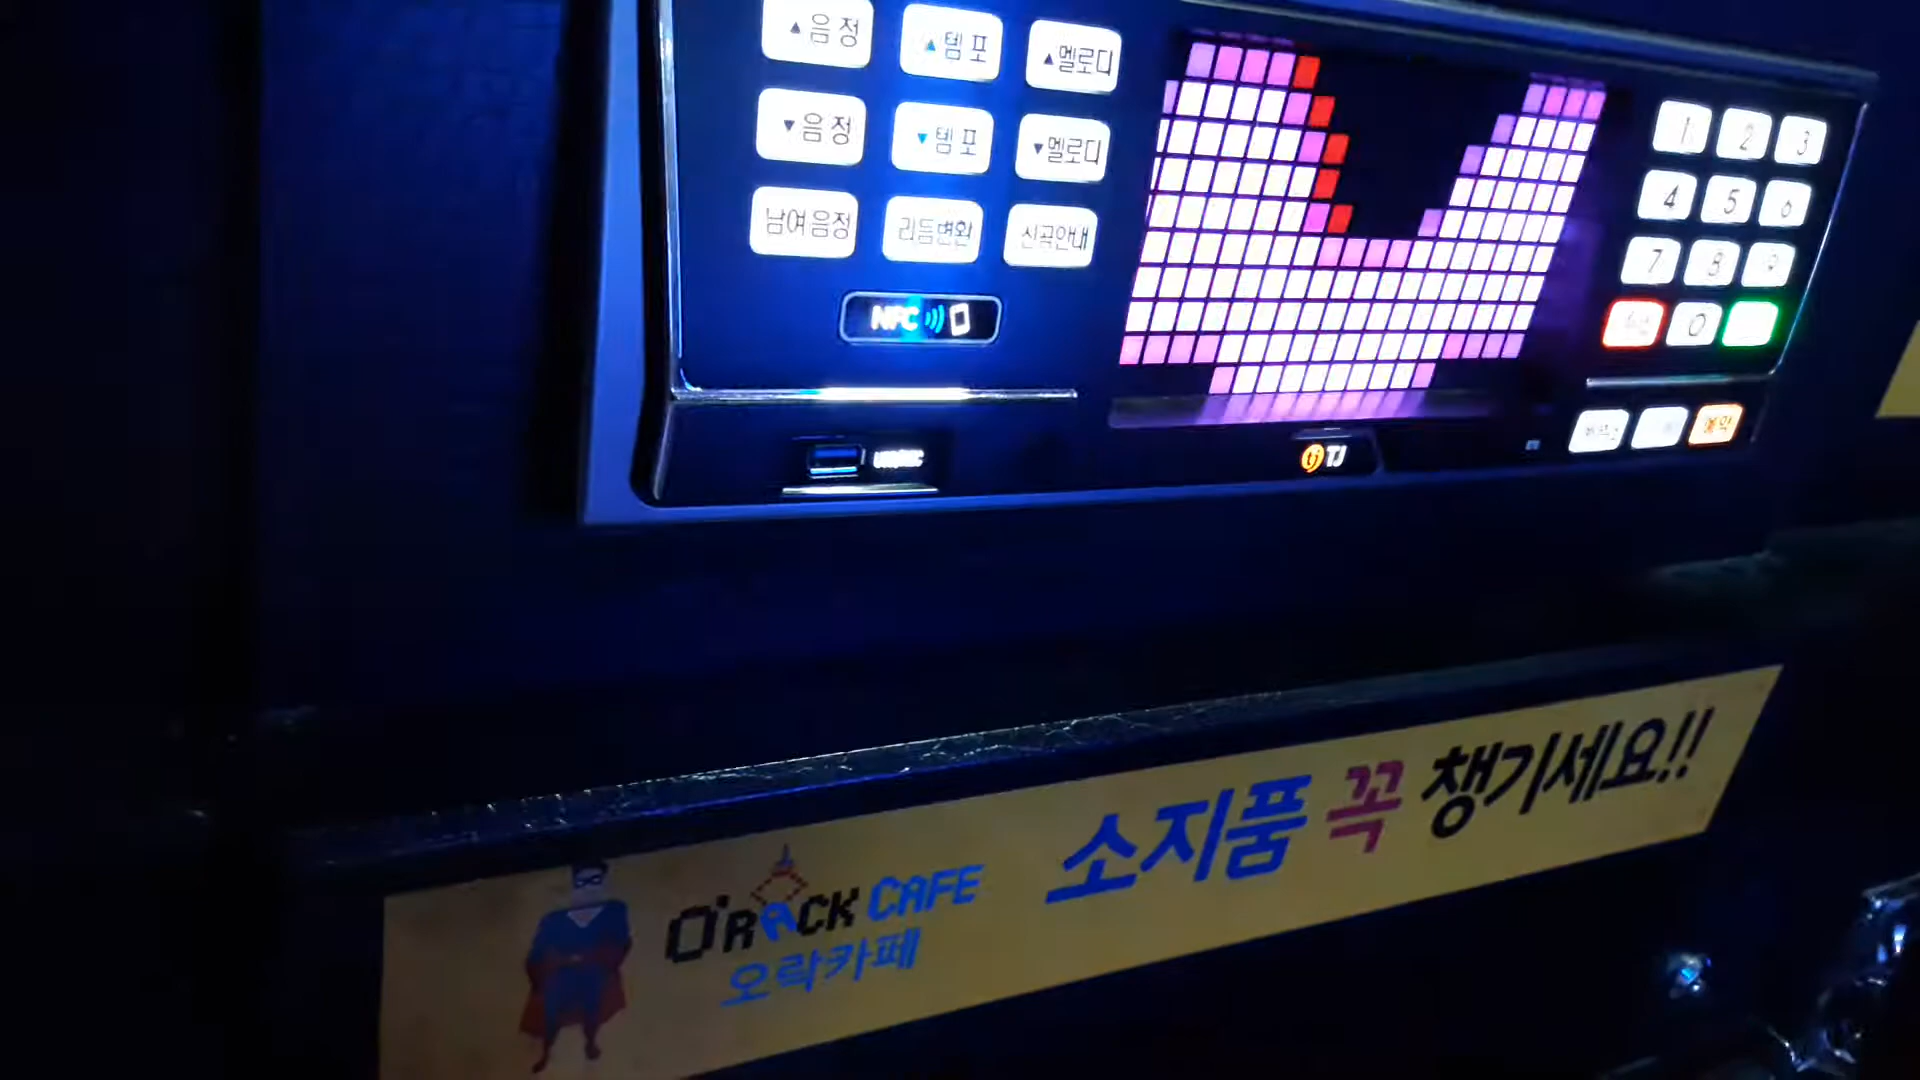 ▲음정 ▲템포 ▲멜로디
▼음정 ▼템포 ▼멜로디
남여음정 리듬변환 신곡안내
NFC
TJ
1 2 3
4 5 6
7 8 9
0
예약
O'RACK CAFE
오락카페
소지품 꼭 챙기세요!!